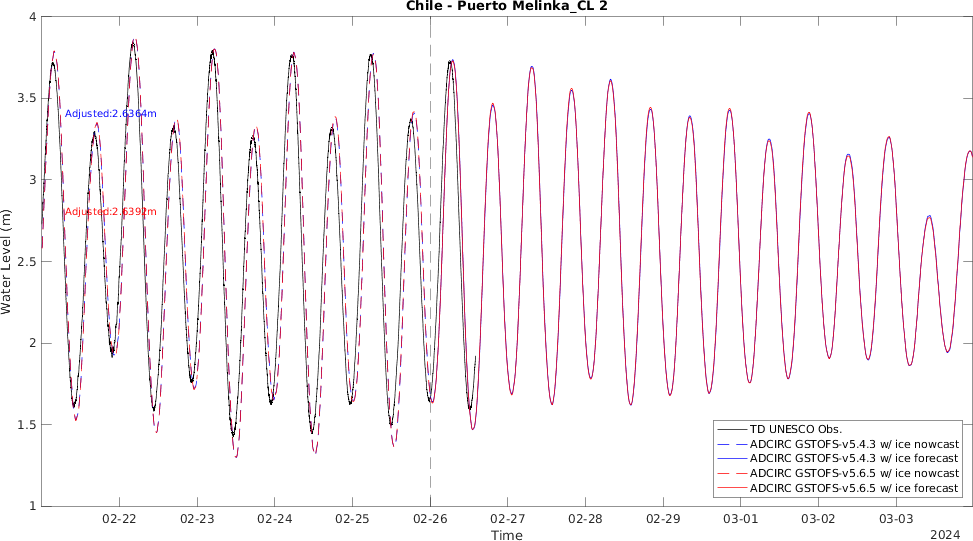 Chile - Puerto Melinka_CL 2
4
3.5
3
2.5
2
1.5
1
Water Level (m)
Adjusted:2.6364m
Adjusted:2.6392m
TD UNESCO Obs.
ADCIRC GSTOFS-v5.4.3 w/ ice nowcast
ADCIRC GSTOFS-v5.4.3 w/ ice forecast
ADCIRC GSTOFS-v5.6.5 w/ ice nowcast
ADCIRC GSTOFS-v5.6.5 w/ ice forecast
02-22 02-23 02-24 02-25 02-26 02-27 02-28 02-29 03-01 03-02 03-03
Time
2024